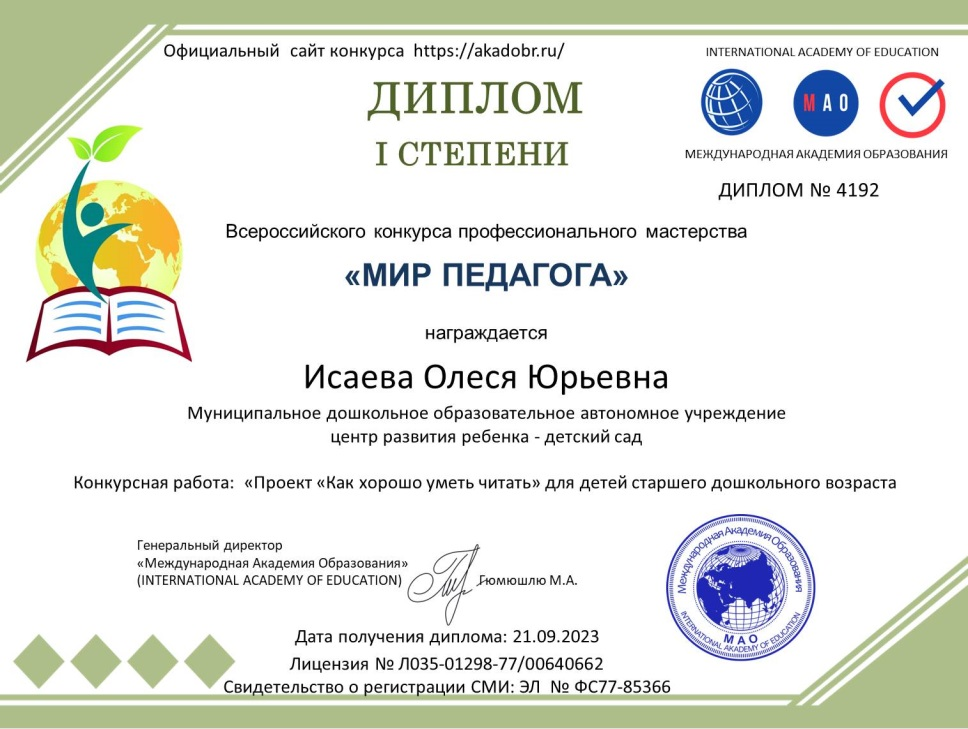 Официальный сайт конкурса https://akadobr.ru/
INTERNATIONAL ACADEMY OF EDUCATION
МАО
МЕЖДУНАРОДНАЯ АКАДЕМИЯ ОБРАЗОВАНИЯ
ДИПЛОМ
I СТЕПЕНИ
ДИПЛОМ № 4192
Всероссийского конкурса профессионального мастерства
«МИР ПЕДАГОГА»
награждается
Исаева Олеся Юрьевна
Муниципальное дошкольное образовательное автономное учреждение
центр развития ребенка - детский сад
Конкурсная работа: «Проект «Как хорошо уметь читать» для детей старшего дошкольного возраста
Генеральный директор
«Международная Академия Образования»
(INTERNATIONAL ACADEMY OF EDUCATION)
Гюмюшлю М.А.
Международная Академия Образования
МАО
INTERNATIONAL ACADEMY OF EDUCATION
Дата получения диплома: 21.09.2023
Лицензия № Л035-01298-77/00640662
Свидетельство о регистрации СМИ: ЭЛ № ФС77-85366